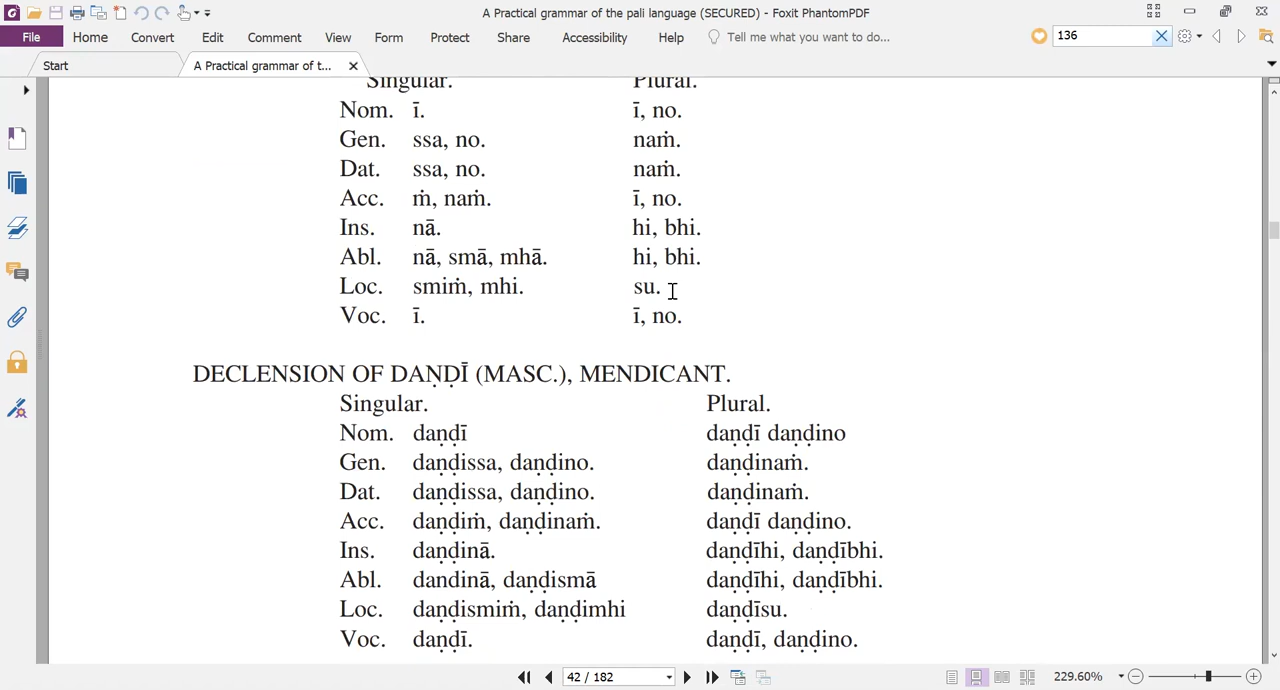 A Practical grammar of the pali language (SECURED) - Foxit PhantomPDF
File Home Convert Edit Comment View Form Protect Share Accessibility Help Tell me what you want to do... 136
Start A Practical grammar of t...
Singular. Plural.
Nom. ī. ī, no.
Gen. ssa, no. naṁ.
Dat. ssa, no. naṁ.
Acc. ṁ, naṁ. ī, no.
Ins. nā. hi, bhi.
Abl. nā, smā, mhā. hi, bhi.
Loc. smiṁ, mhi. su.
Voc. ī. ī, no.
DECLENSION OF DAṆḌĪ (MASC.), MENDICANT.
Singular. Plural.
Nom. daṇḍī daṇḍī daṇḍino
Gen. daṇḍissa, daṇḍino. daṇḍinaṁ.
Dat. daṇḍissa, daṇḍino. daṇḍinaṁ.
Acc. daṇḍiṁ, daṇḍinaṁ. daṇḍī daṇḍino.
Ins. daṇḍinā. daṇḍīhi, daṇḍībhi.
Abl. dandinā, daṇḍismā daṇḍīhi, daṇḍībhi.
Loc. daṇḍismiṁ, daṇḍimhi daṇḍīsu.
Voc. daṇḍī. daṇḍī, daṇḍino.
42 / 182 229.60%